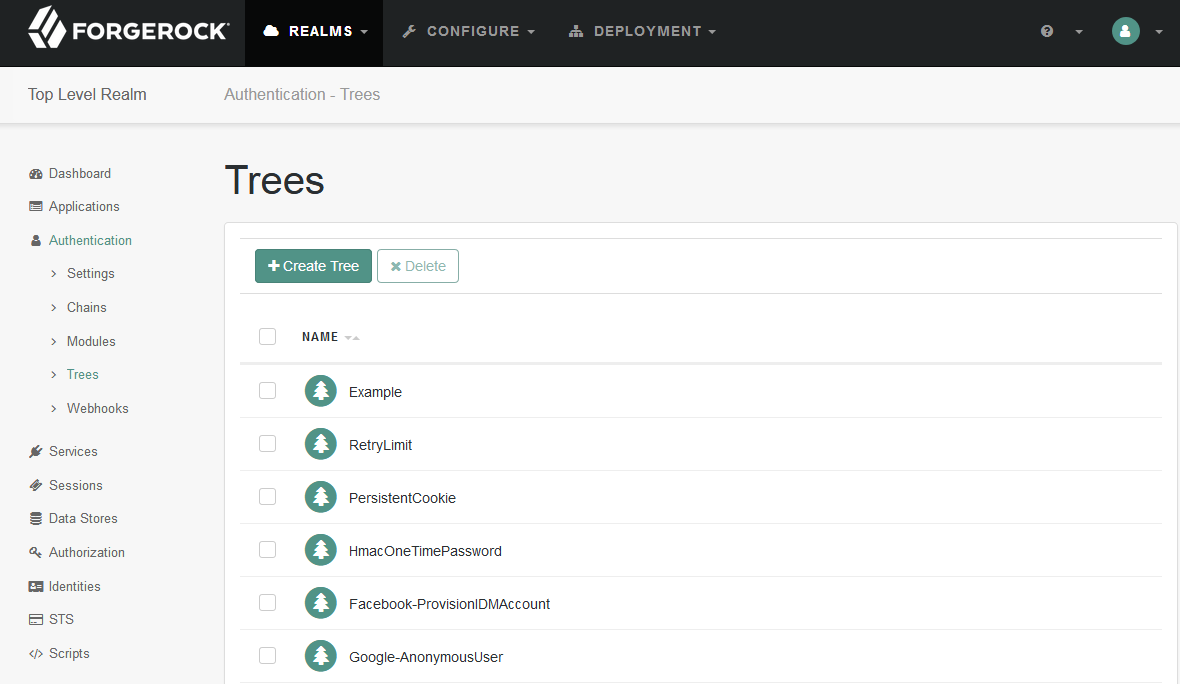 FORGEROCK
REALMS
CONFIGURE
DEPLOYMENT
Top Level Realm
Authentication - Trees
Dashboard
Applications
Authentication
Settings
Chains
Modules
Trees
Webhooks
Services
Sessions
Data Stores
Authorization
Identities
STS
Scripts
Trees
Create Tree
Delete
NAME
Example
RetryLimit
PersistentCookie
HmacOneTimePassword
Facebook-ProvisionIDMAccount
Google-AnonymousUser